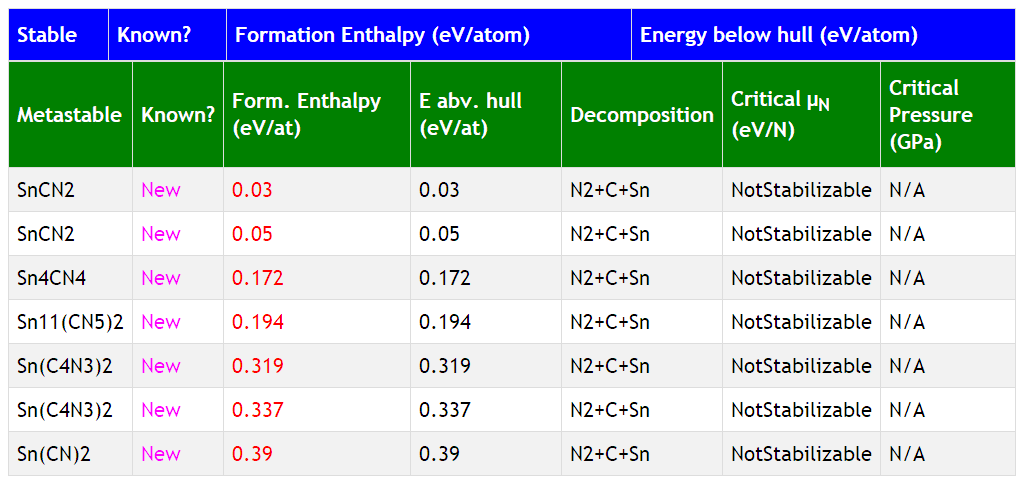 Stable Known? Formation Enthalpy (eV/atom) Energy below hull (eV/atom)
Metastable Known? Form. Enthalpy (eV/at) E abv. hull (eV/at) Decomposition Critical μN (eV/N) Critical Pressure (GPa)
SnCN2 New 0.03 0.03 N2+C+Sn NotStabilizable N/A
SnCN2 New 0.05 0.05 N2+C+Sn NotStabilizable N/A
Sn4CN4 New 0.172 0.172 N2+C+Sn NotStabilizable N/A
Sn11(CN5)2 New 0.194 0.194 N2+C+Sn NotStabilizable N/A
Sn(C4N3)2 New 0.319 0.319 N2+C+Sn NotStabilizable N/A
Sn(C4N3)2 New 0.337 0.337 N2+C+Sn NotStabilizable N/A
Sn(CN)2 New 0.39 0.39 N2+C+Sn NotStabilizable N/A